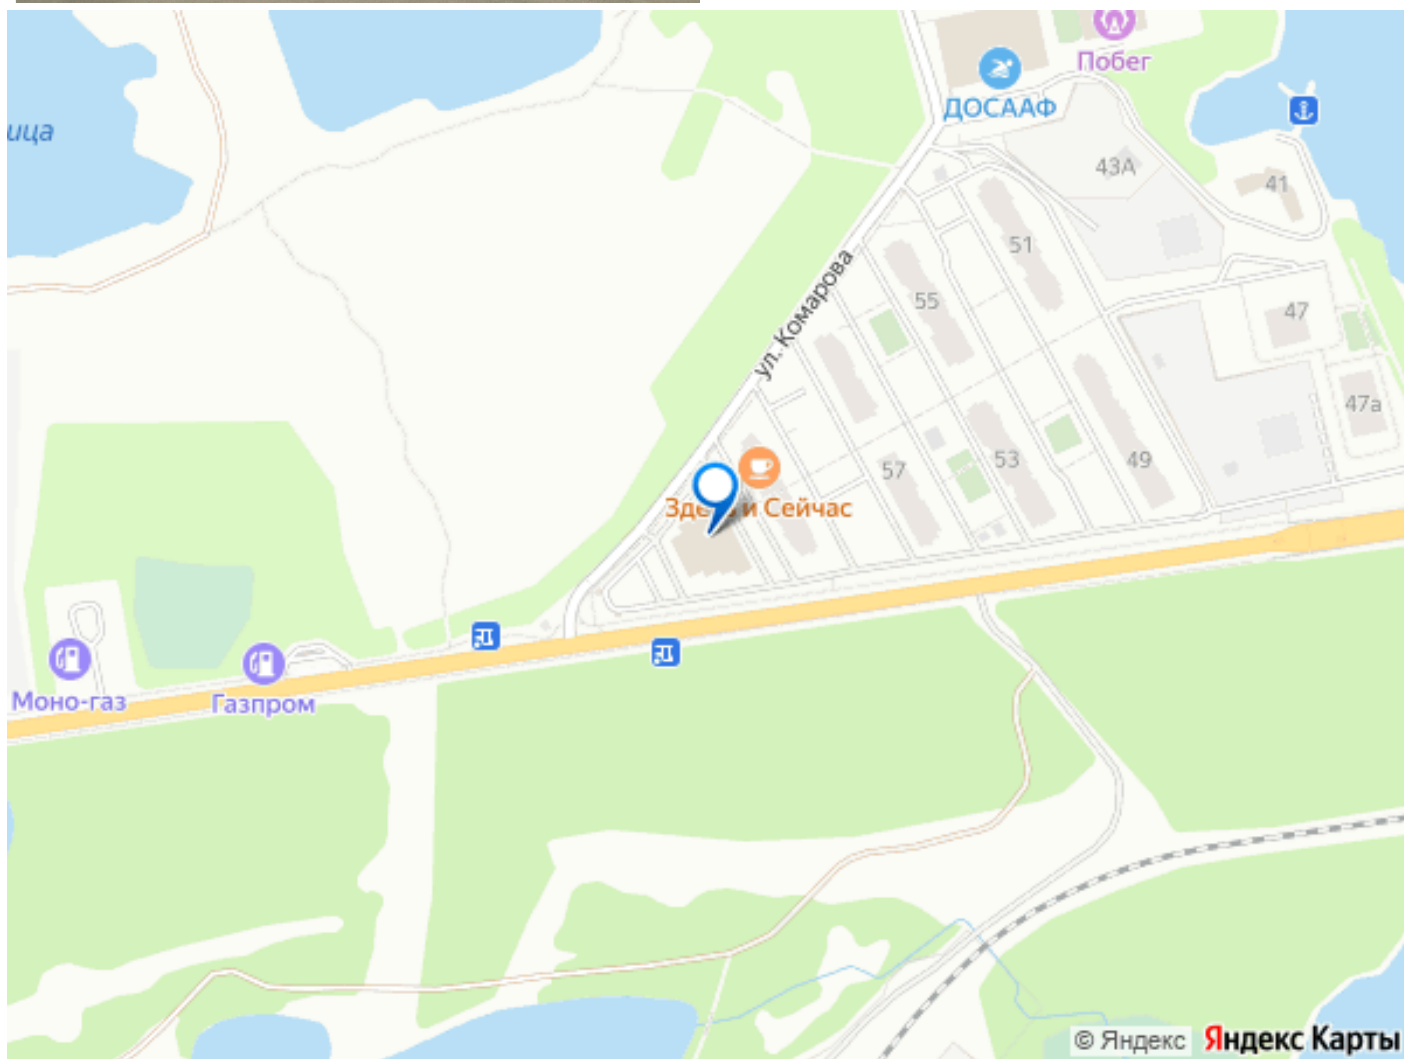 Побег
ДОСААФ
ица
43А
41
51
ул. Комарова
55
47
47а
57
53
49
Здесь и Сейчас
Моно-газ
Газпром
© Яндекс Яндекс Карты